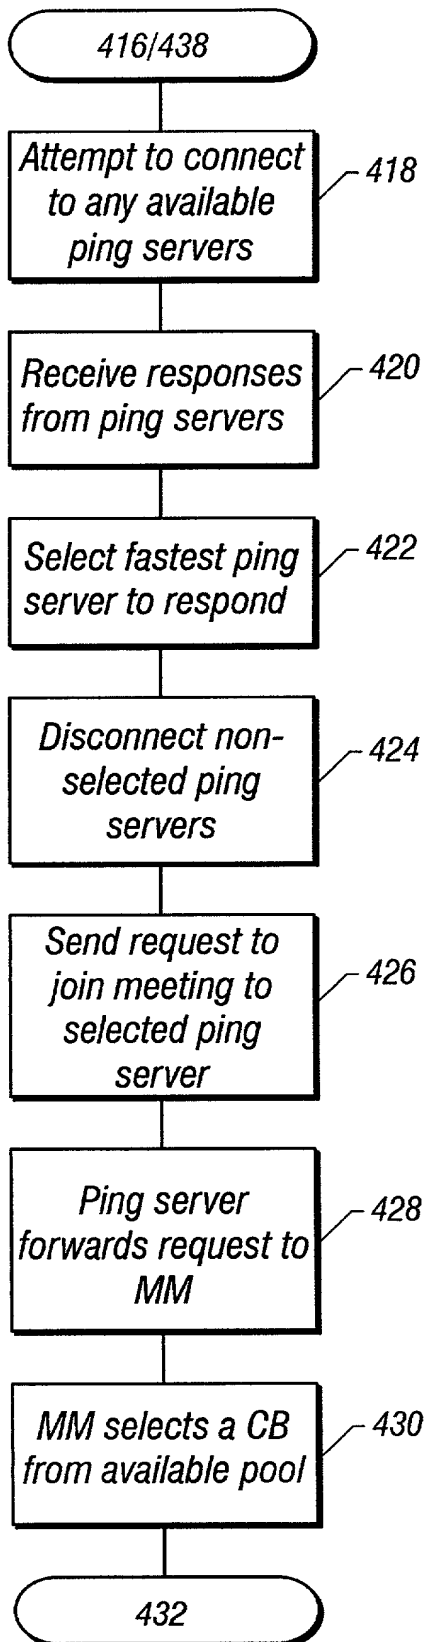 416/438
Attempt to connect
to any available
ping servers
418
Receive responses
from ping servers
420
Select fastest ping
server to respond
422
Disconnect non-
selected ping
servers
424
Send request to
join meeting to
selected ping
server
426
Ping server
forwards request to
MM
428
MM selects a CB
from available pool
430
432